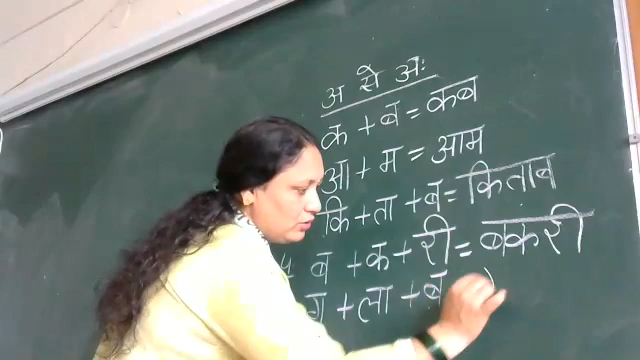 अ से अः
क + ब = कब
आ + म = आम
कि + ता + ब = किताब
ब + क + री = बकरी
ग + ला + ब